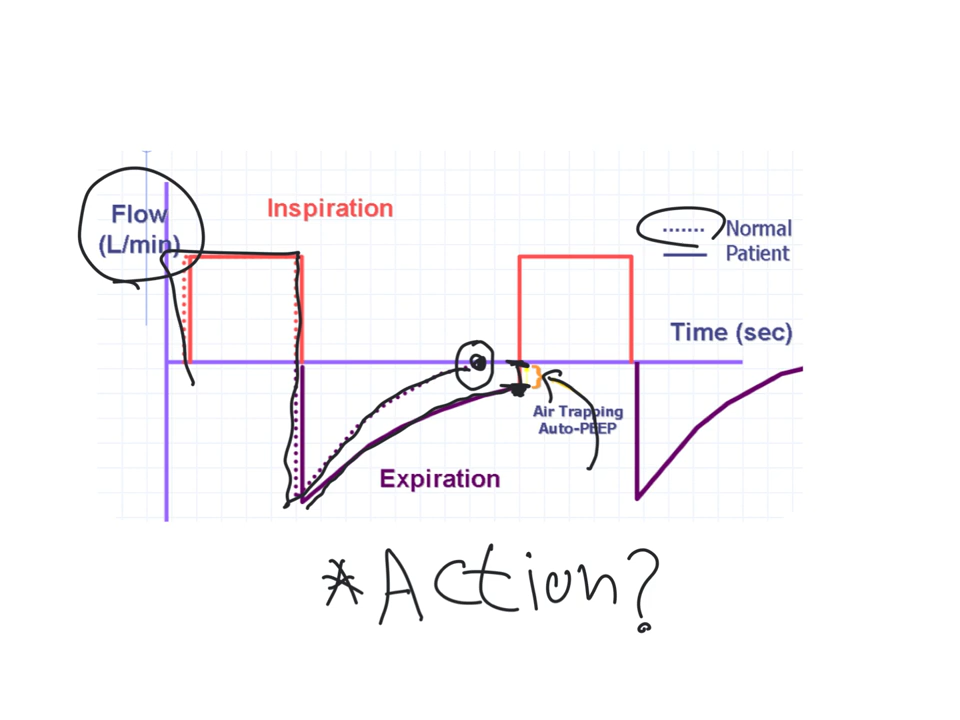 Flow
(L/min)
Inspiration
Normal
Patient
Time (sec)
}
Air Trapping
Auto-PEEP
Expiration
*Action?